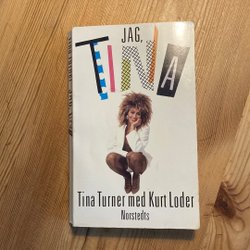 JAG,
TINA
Tina Turner med Kurt Loder
Norstedts